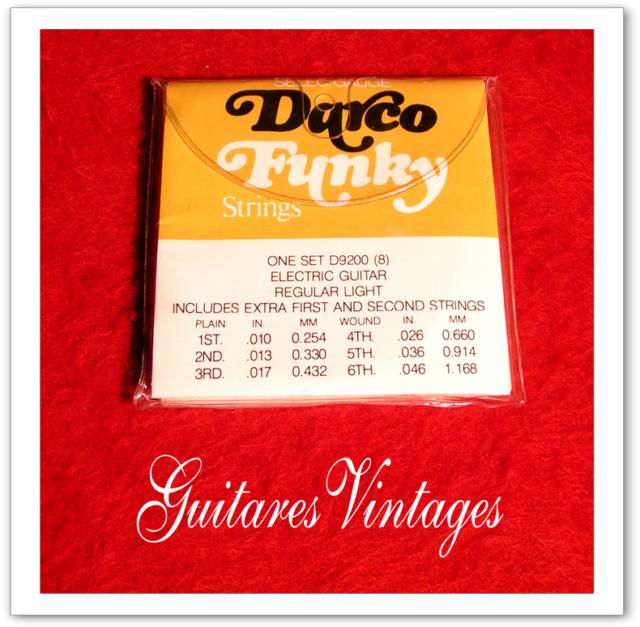 SELEC GAUGE
Darco
Funky
Strings
ONE SET D9200 (8)
ELECTRIC GUITAR
REGULAR LIGHT
INCLUDES EXTRA FIRST AND SECOND STRINGS
PLAIN IN. MM WOUND IN. MM
1ST. .010 0.254 4TH. .026 0.660
2ND. .013 0.330 5TH. .036 0.914
3RD. .017 0.432 6TH. .046 1.168
Guitares Vintages